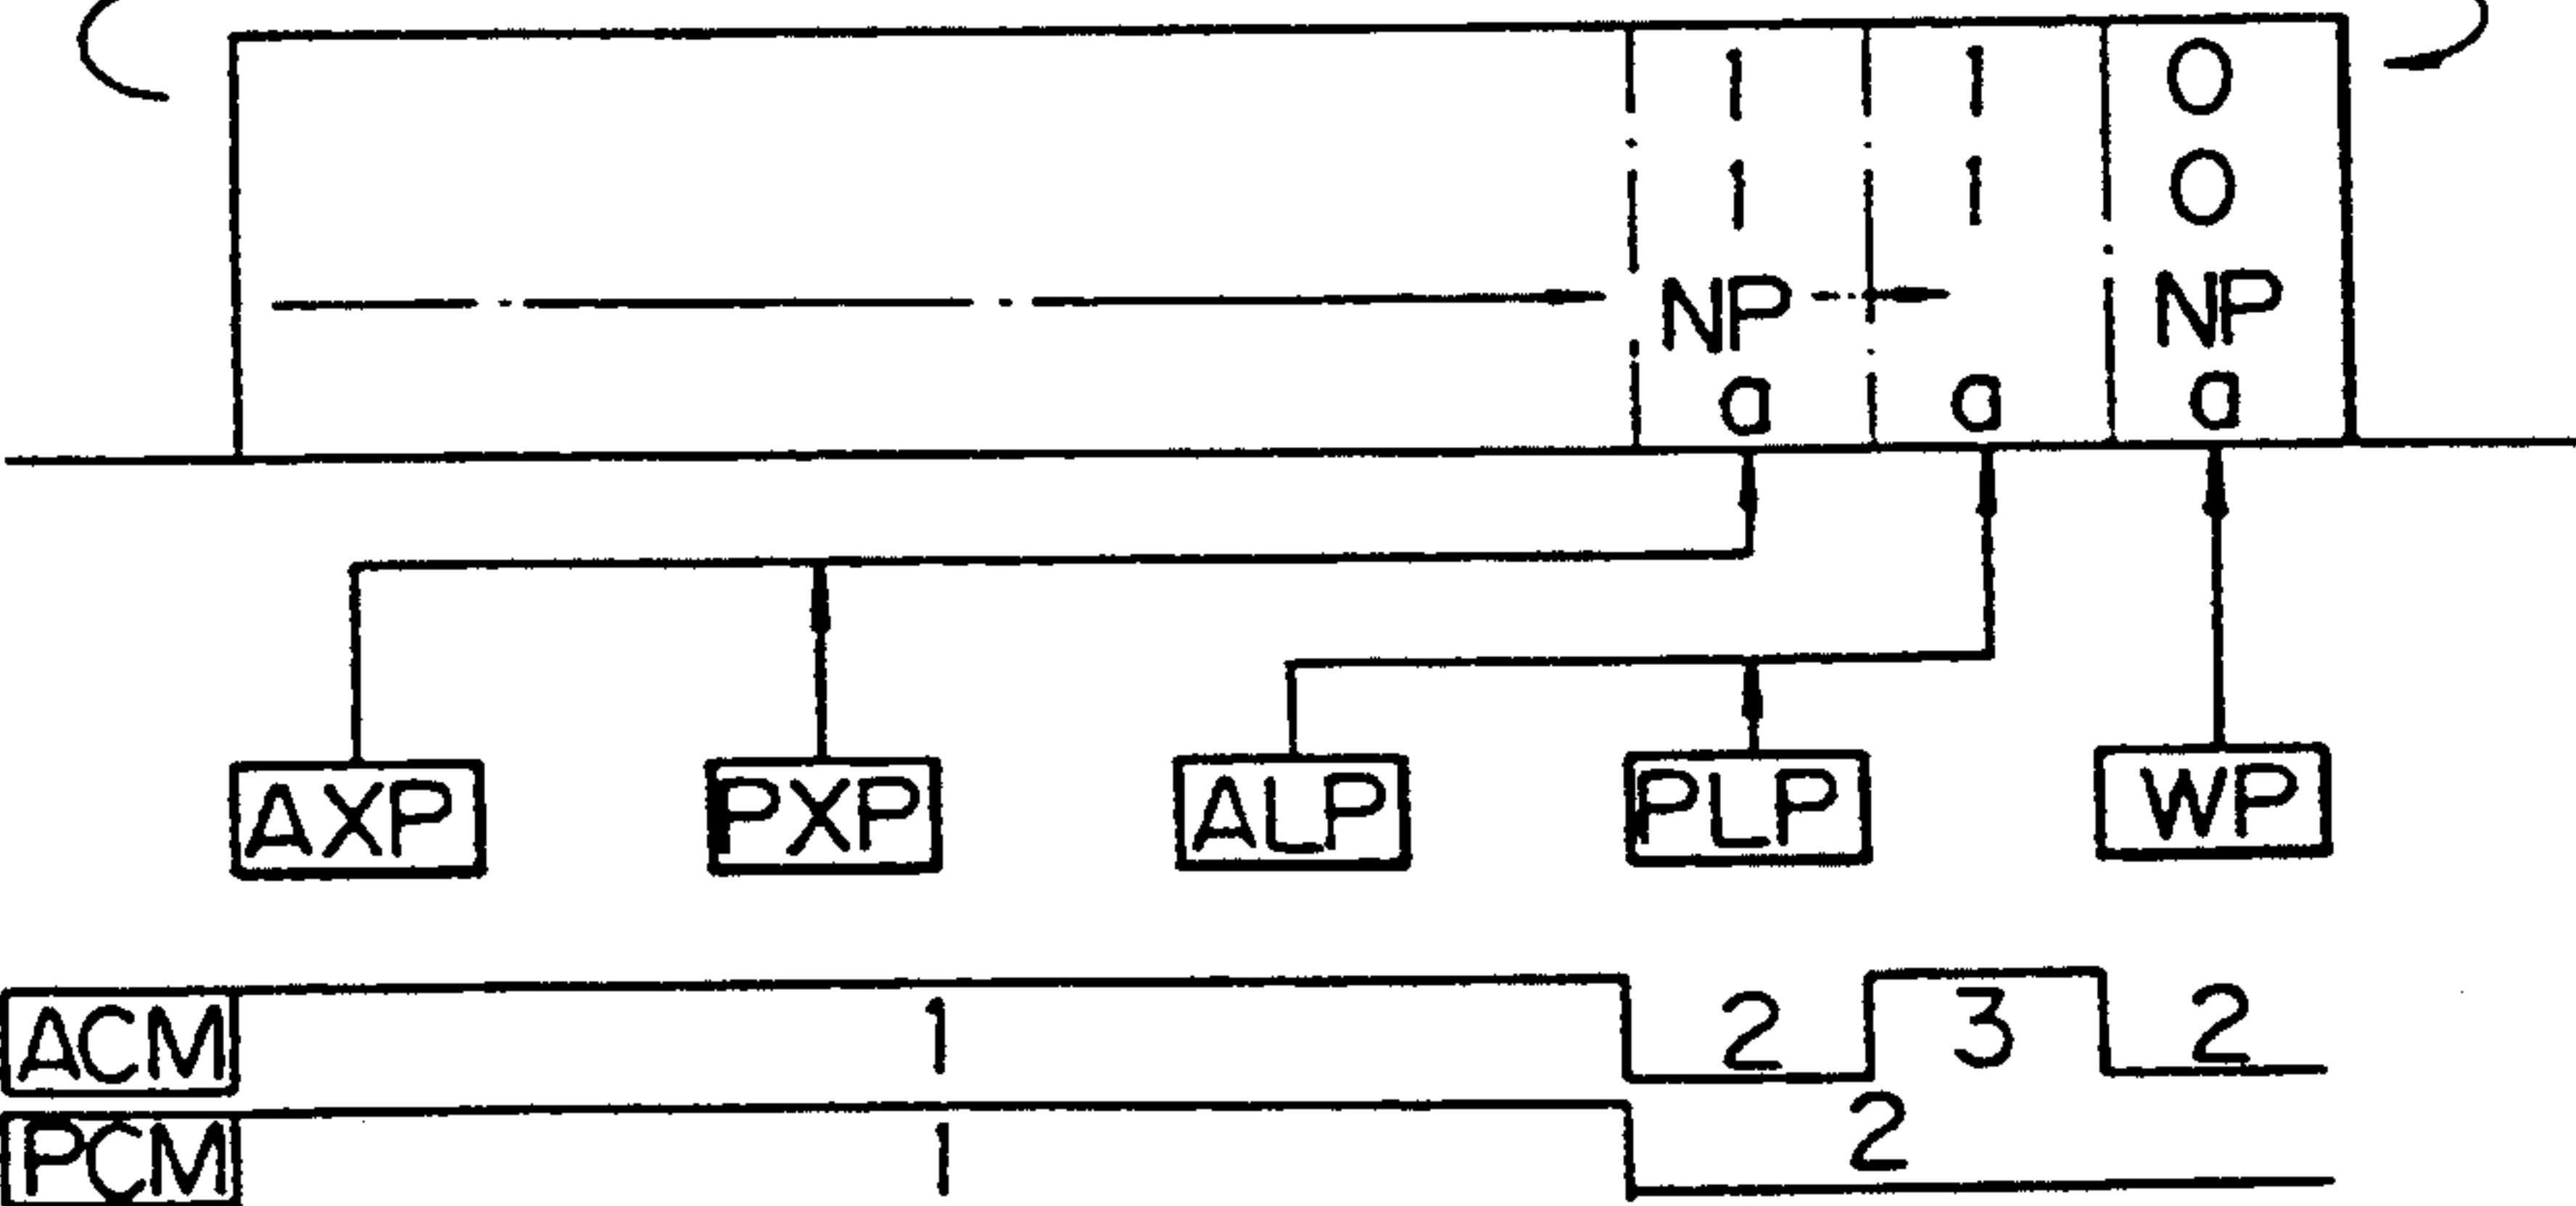 1 1 0
1 1 0
NP NP
a a a
AXP PXP ALP PLP WP
ACM 1 2 3 2
PCM 1 2